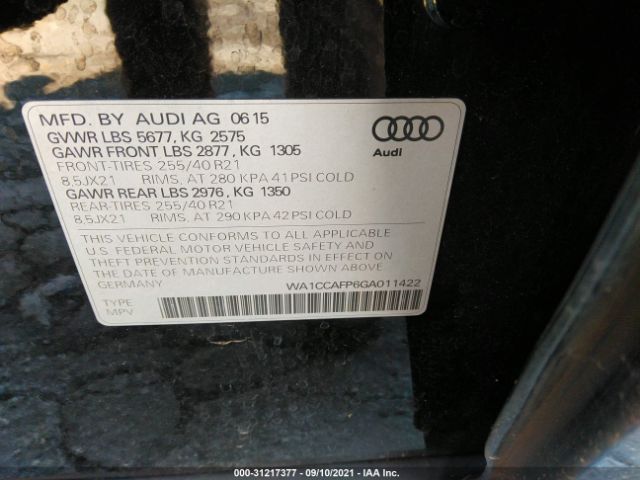 MFD. BY AUDI AG 06 15
GVWR LBS 5677, KG 2575
GAWR FRONT LBS 2877, KG 1305
FRONT-TIRES 255/40 R21
8,5JX21 RIMS, AT 280 KPA 41 PSI COLD
GAWR REAR LBS 2976, KG 1350
REAR-TIRES 255/40 R21
8,5JX21 RIMS, AT 290 KPA 42 PSI COLD
Audi
THIS VEHICLE CONFORMS TO ALL APPLICABLE
U.S. FEDERAL MOTOR VEHICLE SAFETY AND
THEFT PREVENTION STANDARDS IN EFFECT ON
THE DATE OF MANUFACTURE SHOWN ABOVE
GERMANY WA1CCAFP6GA011422
TYPE
MPV
000-31217377 - 09/10/2021 - IAA Inc.